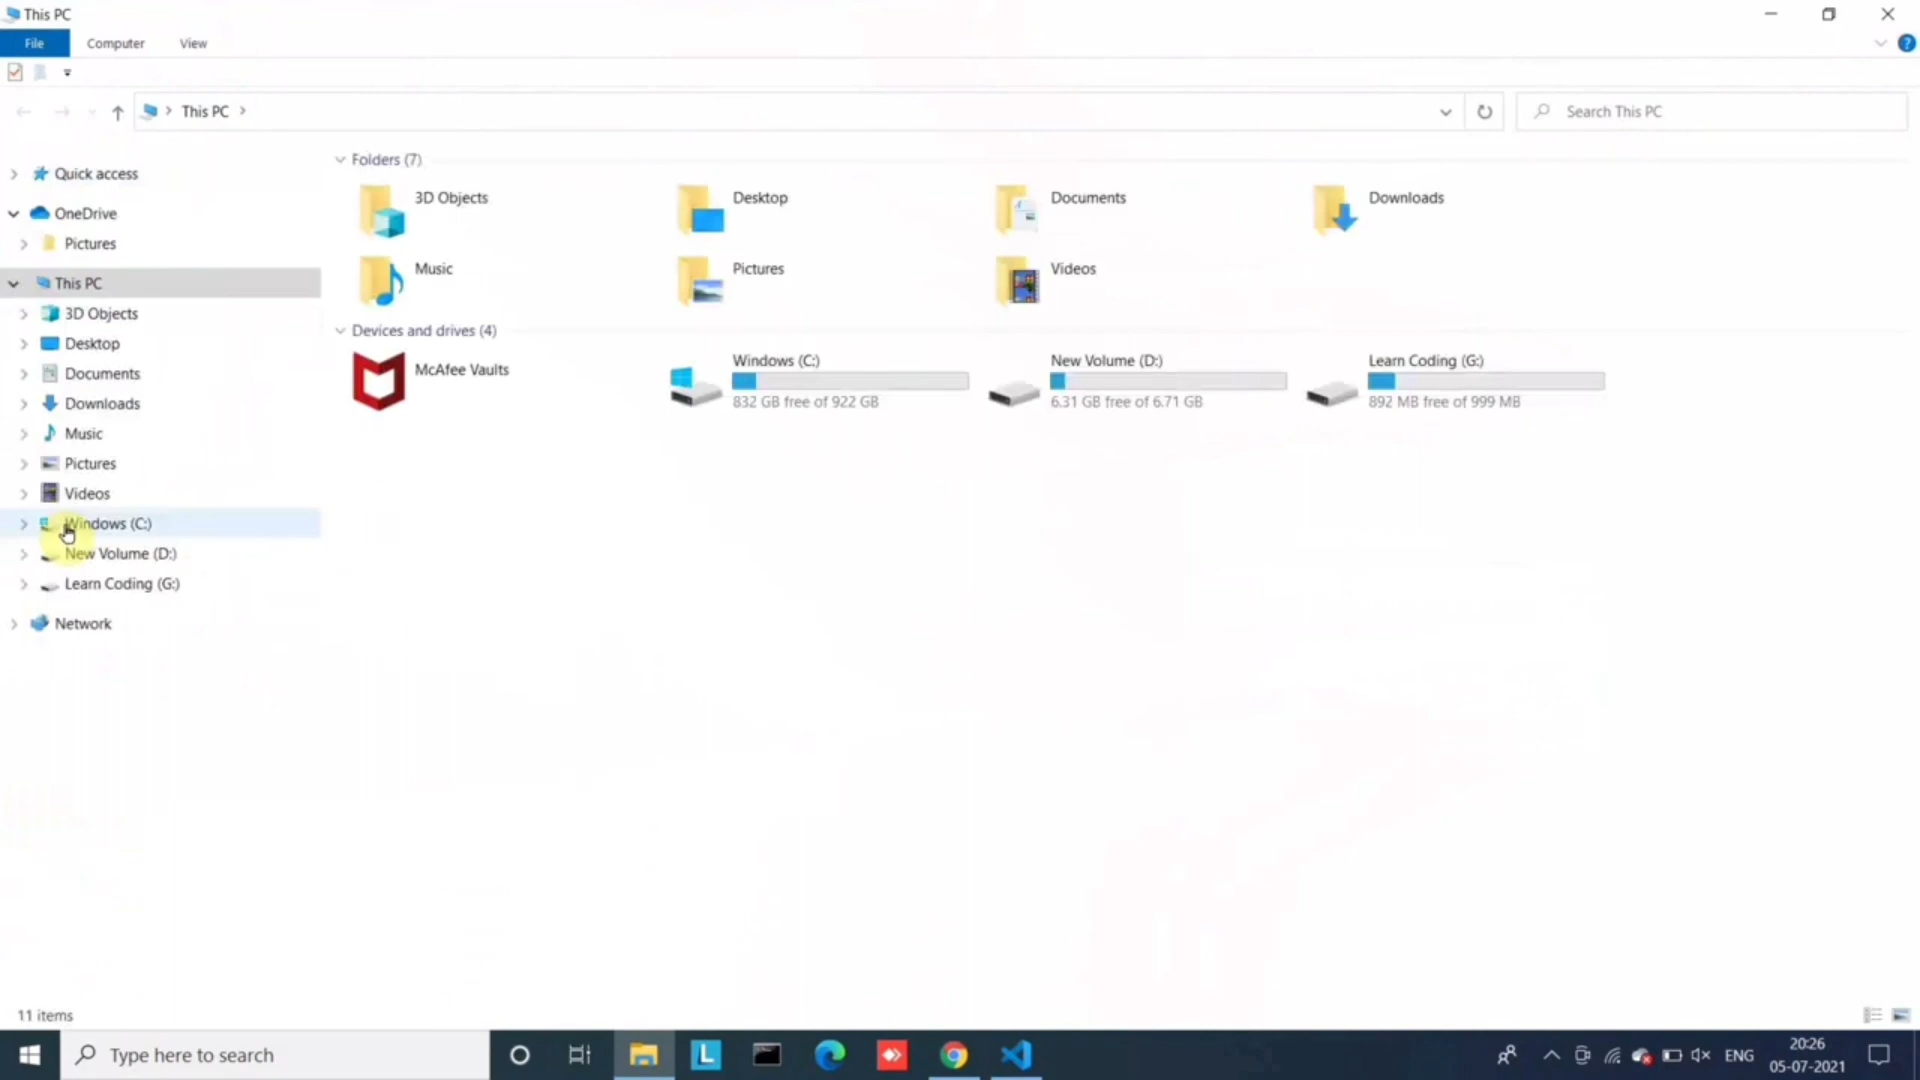 This PC
File Computer View
This PC
Search This PC
Quick access
OneDrive
Pictures
This PC
3D Objects
Desktop
Documents
Downloads
Music
Pictures
Videos
Windows (C:)
New Volume (D:)
Learn Coding (G:)
Network
Folders (7)
3D Objects
Desktop
Documents
Downloads
Music
Pictures
Videos
Devices and drives (4)
McAfee Vaults
Windows (C:)
832 GB free of 922 GB
New Volume (D:)
6.31 GB free of 6.71 GB
Learn Coding (G:)
892 MB free of 999 MB
11 items
Type here to search
L
ENG
20:26
05-07-2021